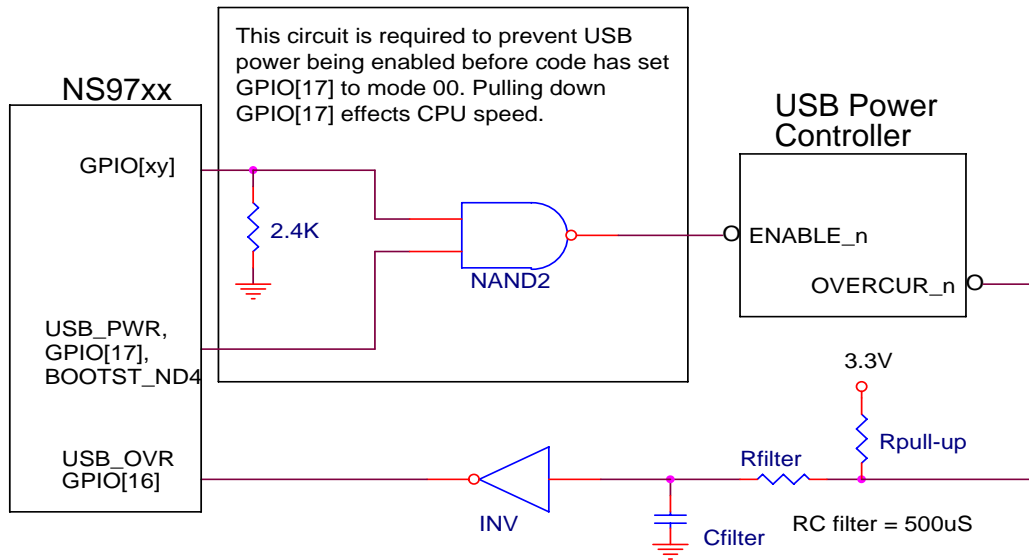 This circuit is required to prevent USB
power being enabled before code has set
GPIO[17] to mode 00. Pulling down
GPIO[17] effects CPU speed.
NS97xx
USB Power
Controller
GPIO[xy]
2.4K
NAND2
ENABLE_n
OVERCUR_n
USB_PWR,
GPIO[17],
BOOTST_ND4
3.3V
Rpull-up
USB_OVR
GPIO[16]
Rfilter
INV
Cfilter
RC filter = 500uS